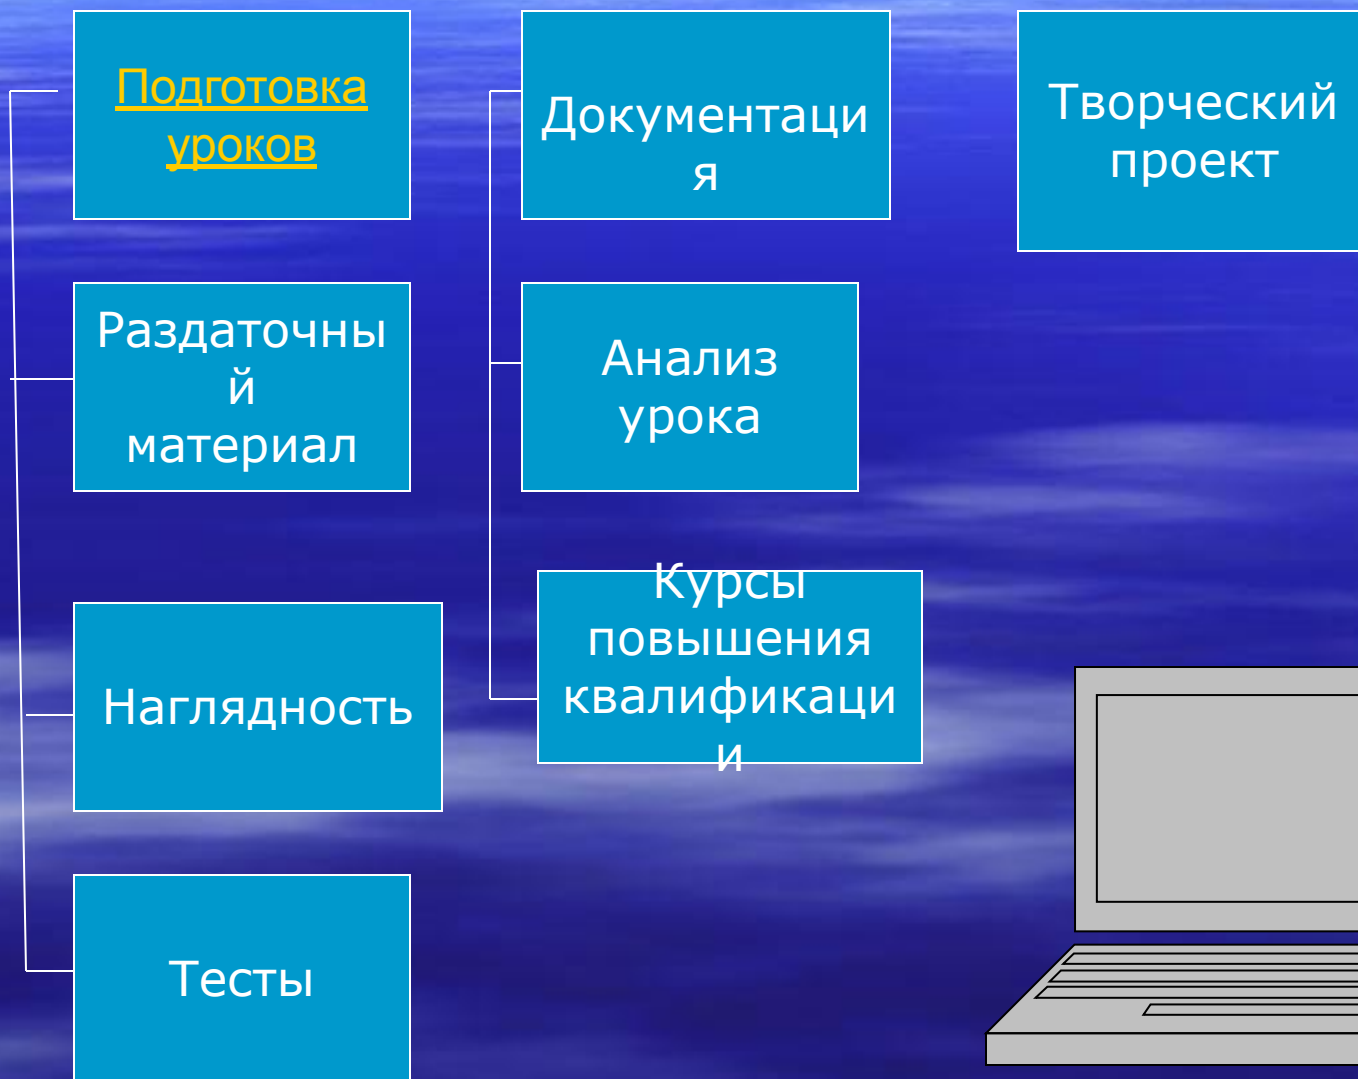 Подготовка
уроков
Раздаточны
й
материал
Наглядность
Тесты
Документаци
я
Анализ
урока
Курсы
повышения
квалификаци
и
Творческий
проект